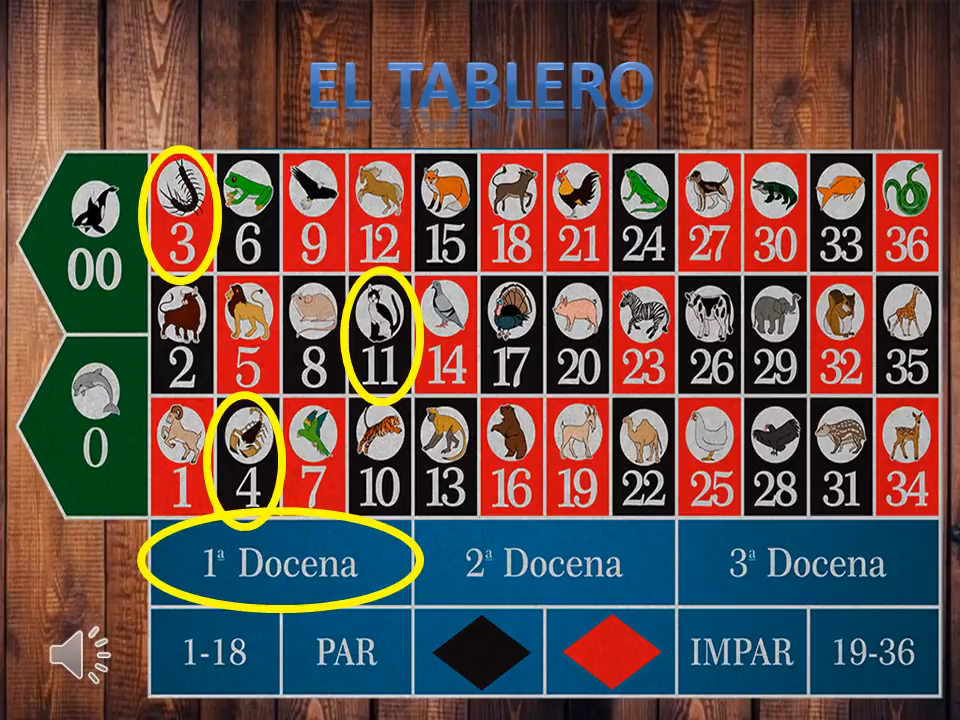 EL TABLERO
00
3 6 9 12 15 18 21 24 27 30 33 36
2 5 8 11 14 17 20 23 26 29 32 35
0
1 4 7 10 13 16 19 22 25 28 31 34
1ª Docena 2ª Docena 3ª Docena
1-18 PAR IMPAR 19-36